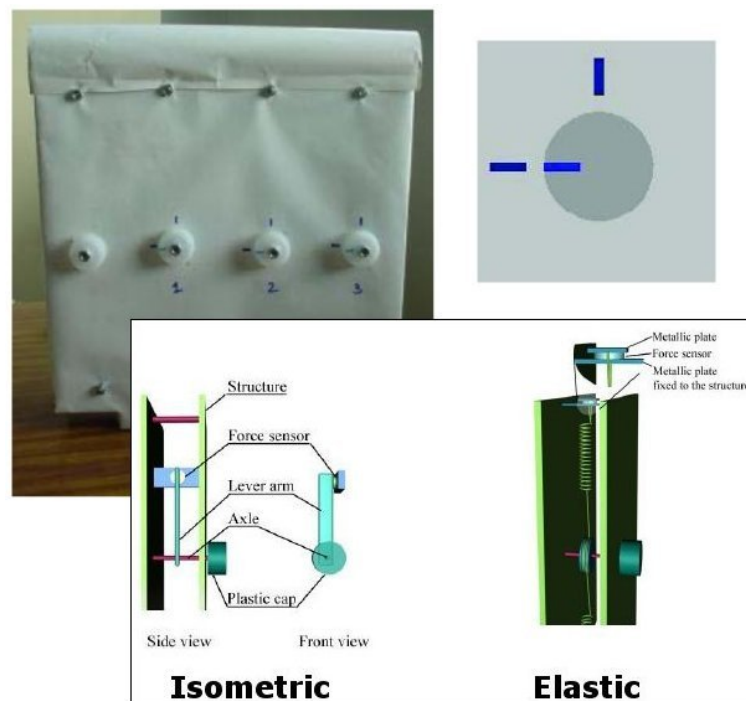 1
2
3
Structure
Force sensor
Lever arm
Axle
Plastic cap
Side view
Front view
Isometric
Metallic plate
Force sensor
Metallic plate
fixed to the structure
Elastic